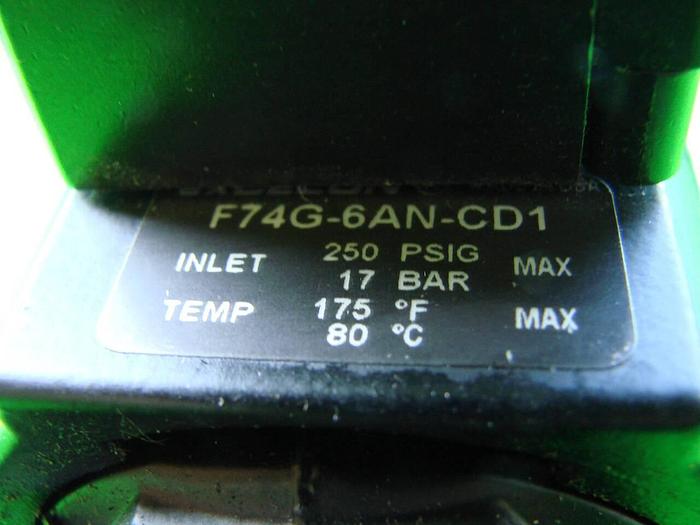 F74G-6AN-CD1
INLET 250 PSIG 17 BAR MAX
TEMP 175 °F 80 °C MAX